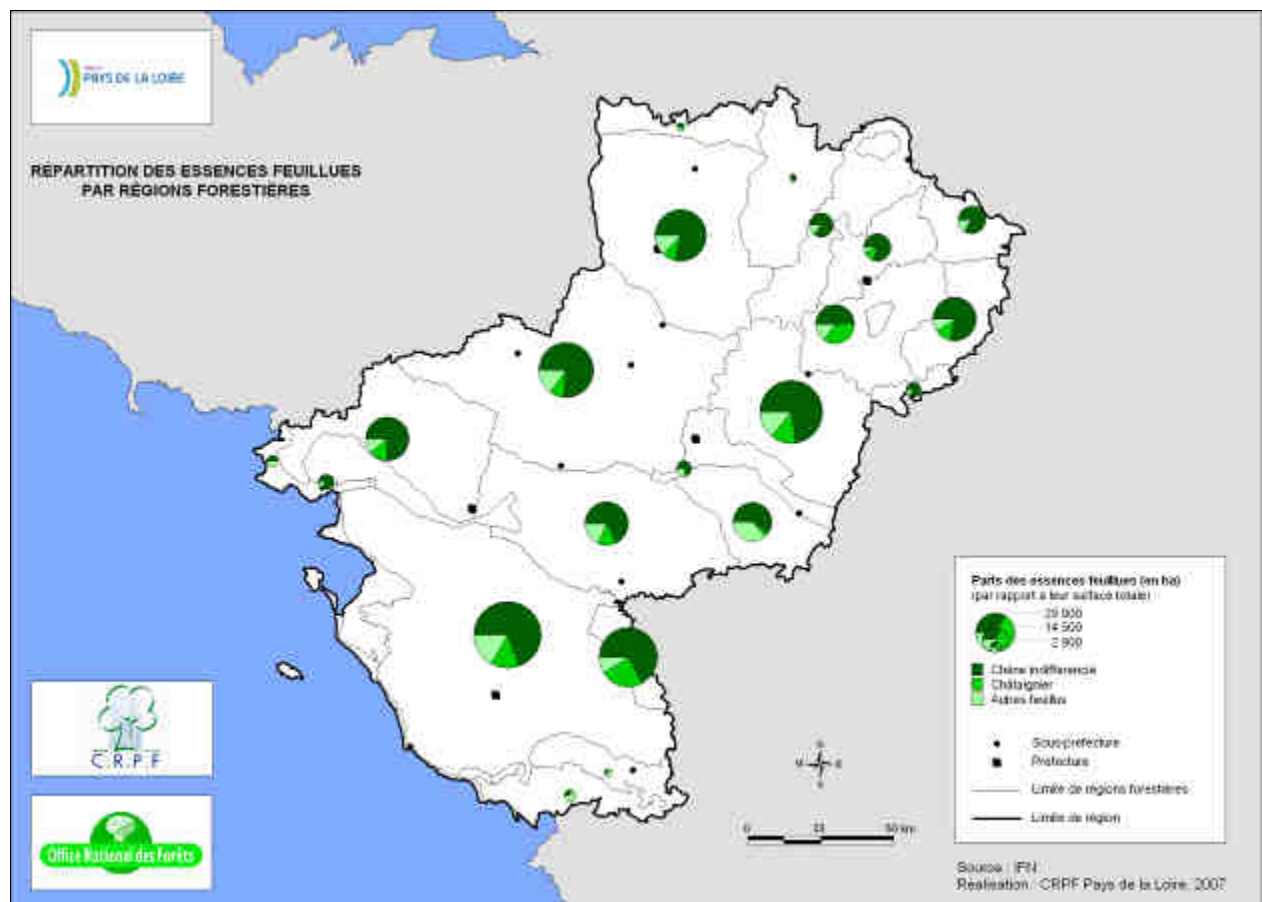 PAYS DE LA LOIRE
RÉPARTITION DES ESSENCES FEUILLUES
PAR RÉGIONS FORESTIÈRES
C.R.P.F
Office National des Forêts
Parts des essences feuillues (en ha)
(par rapport à leur surface totale)
14 500
2 900
Chêne indifférencié
Châtaignier
Autres feuillus
Sous-préfecture
Préfecture
Limite de régions forestières
Limite de région
0
50 km
Source : IFN
Réalisation : CRPF Pays de la Loire, 2007